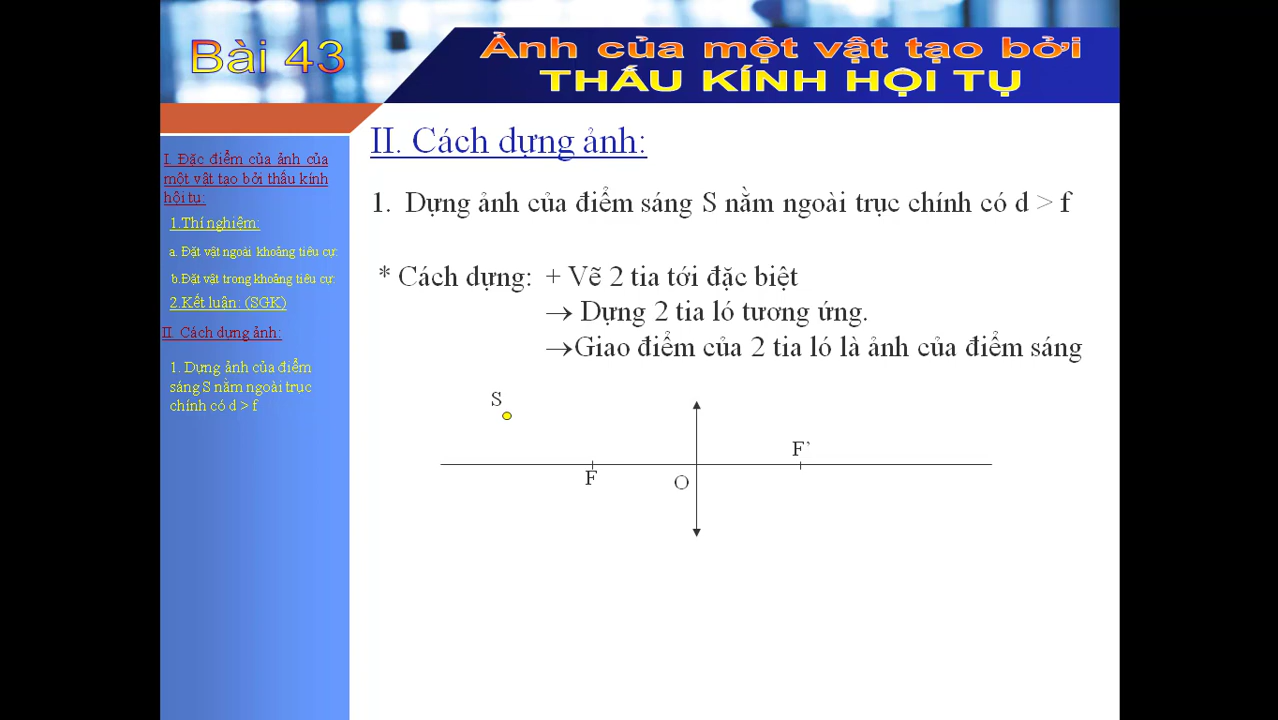 Bài 43
Ảnh của một vật tạo bởi
THẤU KÍNH HỘI TỤ
I. Đặc điểm của ảnh của
một vật tạo bởi thấu kính
hội tụ:
1.Thí nghiệm:
a. Đặt vật ngoài khoảng tiêu cự:
b.Đặt vật trong khoảng tiêu cự:
2.Kết luận: (SGK)
II. Cách dựng ảnh:
1. Dựng ảnh của điểm
sáng S nằm ngoài trục
chính có d > f
II. Cách dựng ảnh:
1. Dựng ảnh của điểm sáng S nằm ngoài trục chính có d > f
* Cách dựng: + Vẽ 2 tia tới đặc biệt
→ Dựng 2 tia ló tương ứng.
→Giao điểm của 2 tia ló là ảnh của điểm sáng
S
F'
F
O